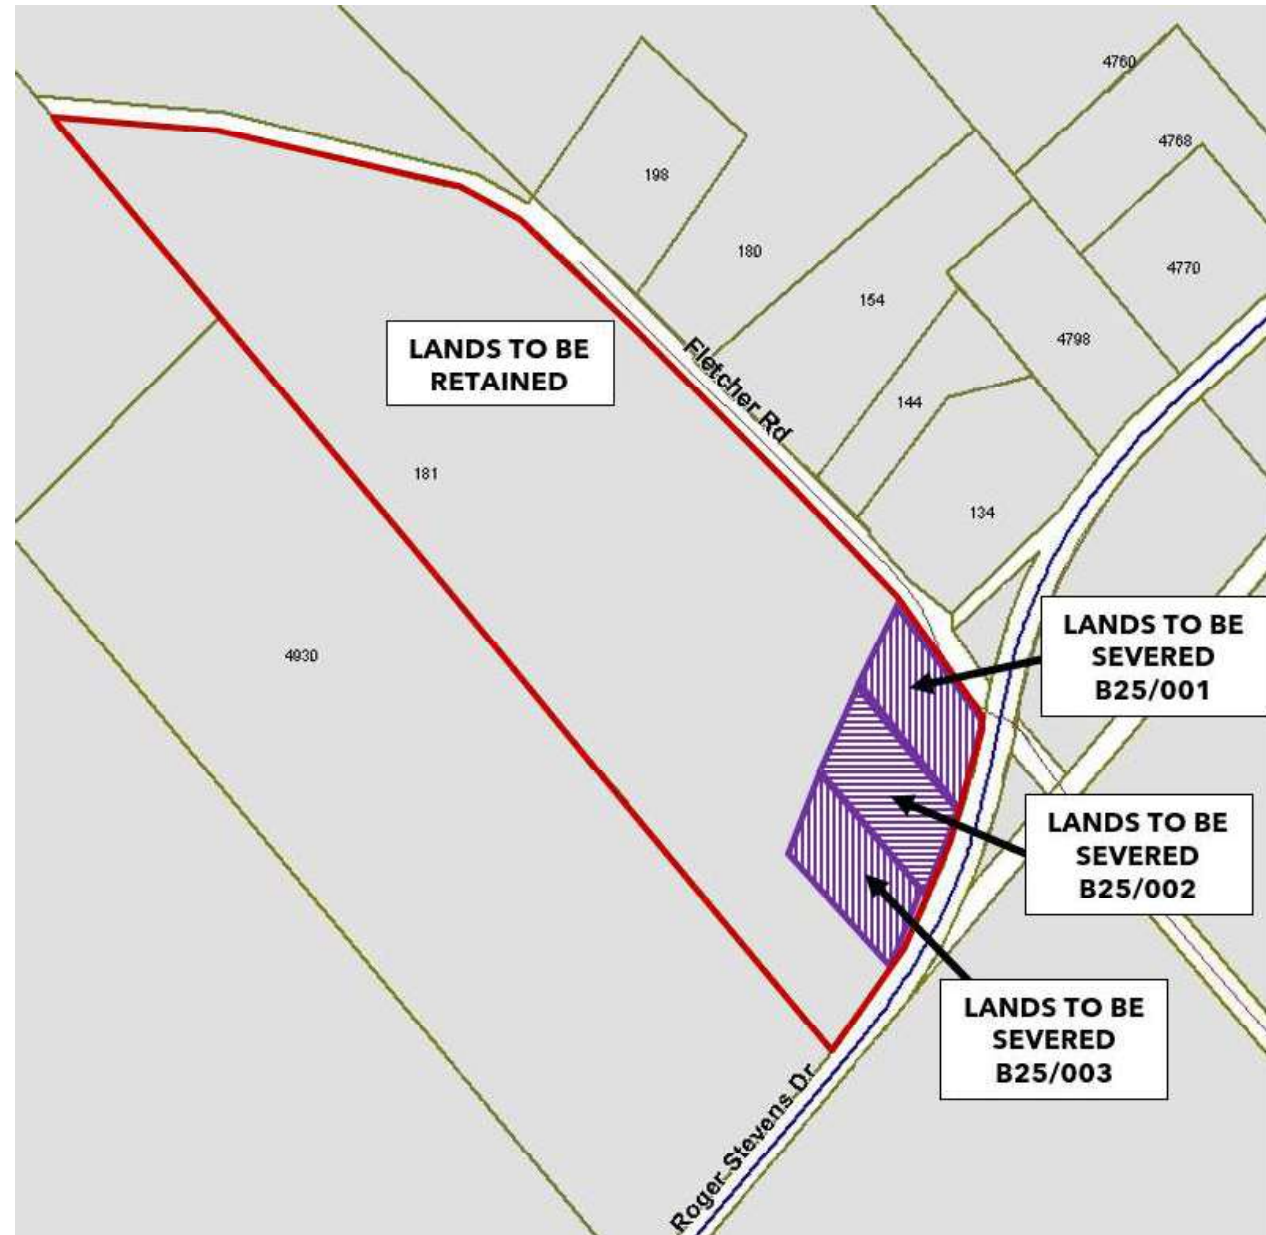 4760
4768
198
180
4770
154
4798
LANDS TO BE
RETAINED
Fletcher Rd
144
181
134
LANDS TO BE
SEVERED
B25/001
4930
LANDS TO BE
SEVERED
B25/002
LANDS TO BE
SEVERED
B25/003
Roger Stevens Dr